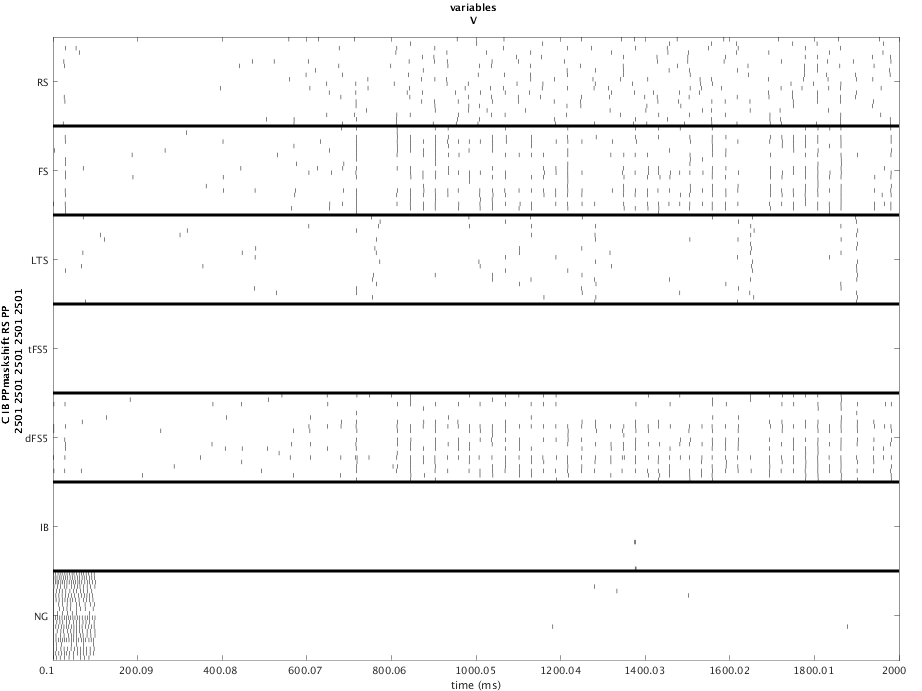 variables
V
RS
FS
LTS
tFS5
dFS5
IB
NG
C IB PPmaskshift RS PP
2501 2501 2501 2501 2501
0.1 200.09 400.08 600.07 800.06 1000.05 1200.04 1400.03 1600.02 1800.01 2000
time (ms)